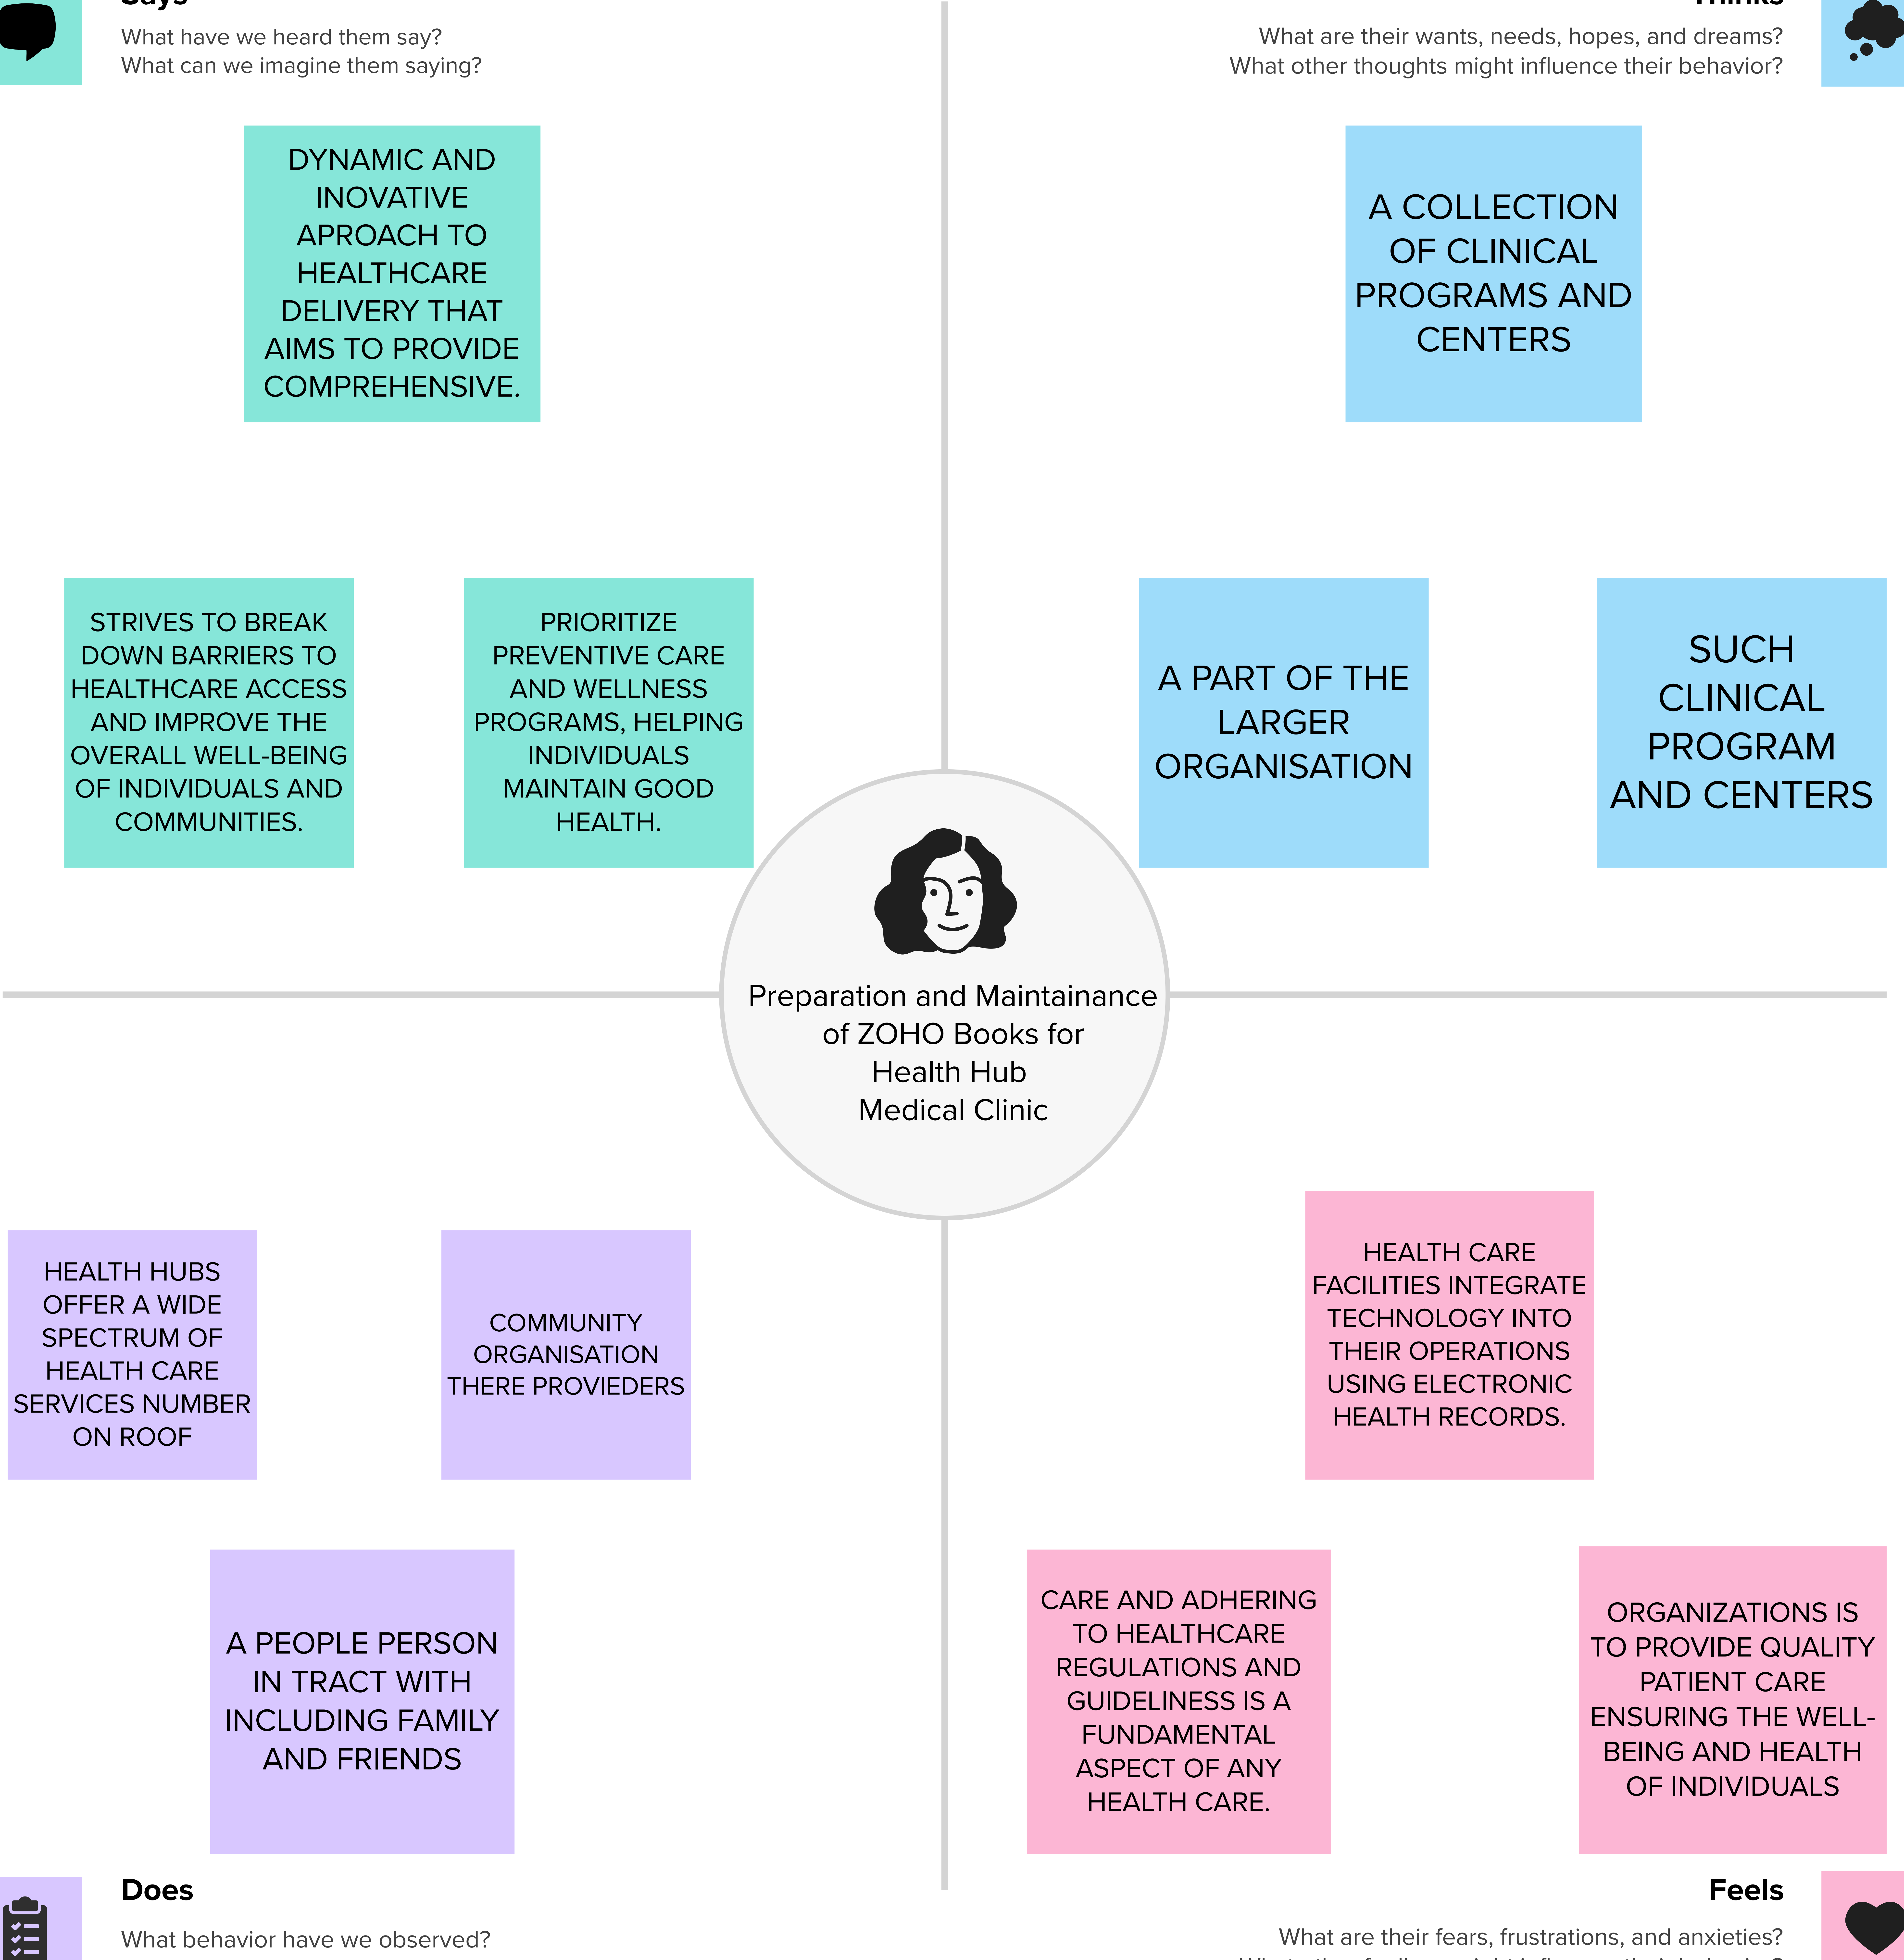 Says
What have we heard them say?
What can we imagine them saying?
Thinks
What are their wants, needs, hopes, and dreams?
What other thoughts might influence their behavior?
DYNAMIC AND
INOVATIVE
APROACH TO
HEALTHCARE
DELIVERY THAT
AIMS TO PROVIDE
COMPREHENSIVE.
A COLLECTION
OF CLINICAL
PROGRAMS AND
CENTERS
STRIVES TO BREAK
DOWN BARRIERS TO
HEALTHCARE ACCESS
AND IMPROVE THE
OVERALL WELL-BEING
OF INDIVIDUALS AND
COMMUNITIES.
PRIORITIZE
PREVENTIVE CARE
AND WELLNESS
PROGRAMS, HELPING
INDIVIDUALS
MAINTAIN GOOD
HEALTH.
A PART OF THE
LARGER
ORGANISATION
SUCH
CLINICAL
PROGRAM
AND CENTERS
Preparation and Maintainance
of ZOHO Books for
Health Hub
Medical Clinic
HEALTH HUBS
OFFER A WIDE
SPECTRUM OF
HEALTH CARE
SERVICES NUMBER
ON ROOF
COMMUNITY
ORGANISATION
THERE PROVIEDERS
HEALTH CARE
FACILITIES INTEGRATE
TECHNOLOGY INTO
THEIR OPERATIONS
USING ELECTRONIC
HEALTH RECORDS.
A PEOPLE PERSON
IN TRACT WITH
INCLUDING FAMILY
AND FRIENDS
CARE AND ADHERING
TO HEALTHCARE
REGULATIONS AND
GUIDELINESS IS A
FUNDAMENTAL
ASPECT OF ANY
HEALTH CARE.
ORGANIZATIONS IS
TO PROVIDE QUALITY
PATIENT CARE
ENSURING THE WELL-
BEING AND HEALTH
OF INDIVIDUALS
Does
What behavior have we observed?
Feels
What are their fears, frustrations, and anxieties?